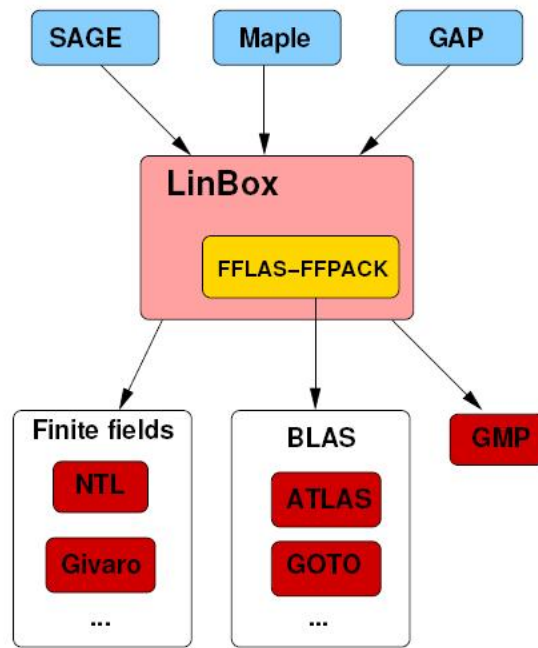 SAGE
Maple
GAP
LinBox
FFLAS-FFPACK
Finite fields
NTL
Givaro
...
BLAS
ATLAS
GOTO
...
GMP